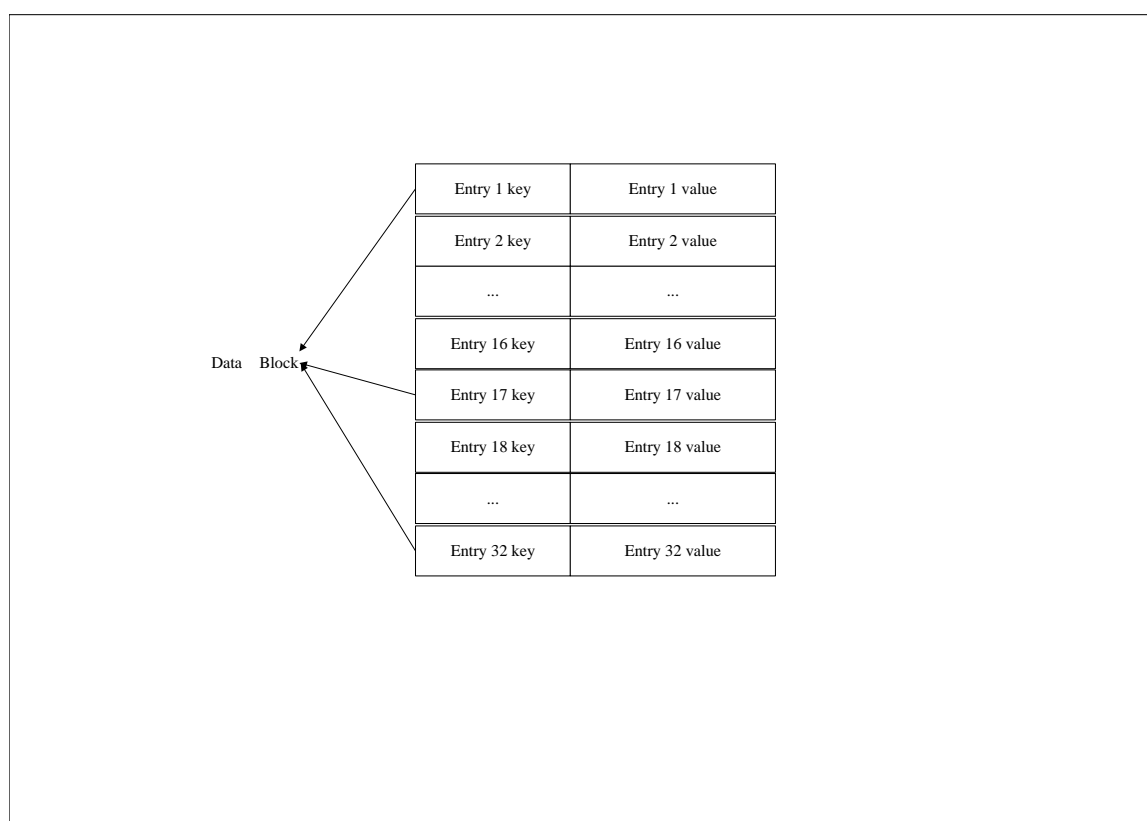 Entry 1 key Entry 1 value
Entry 2 key Entry 2 value
... ...
Entry 16 key Entry 16 value
Data Block
Entry 17 key Entry 17 value
Entry 18 key Entry 18 value
... ...
Entry 32 key Entry 32 value